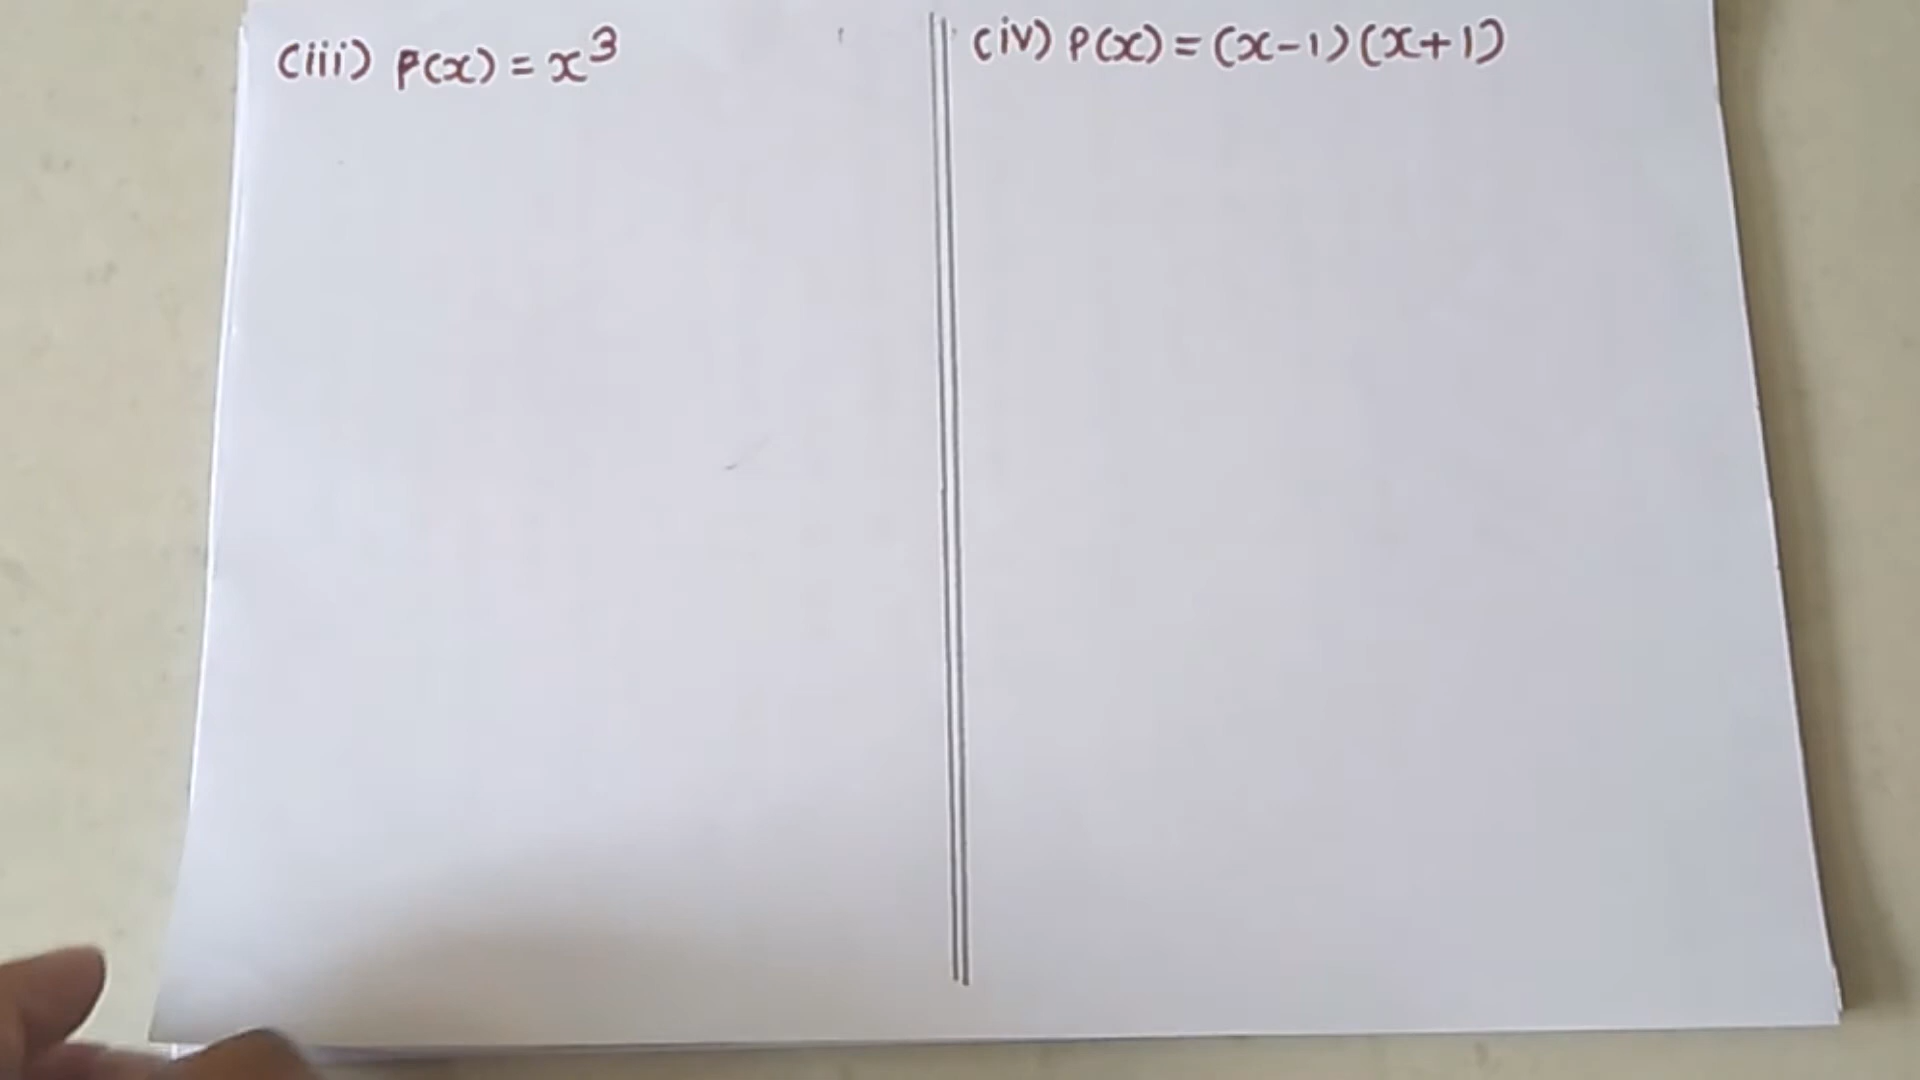 (iii) P(x) = x³
(iv) P(x) = (x-1)(x+1)